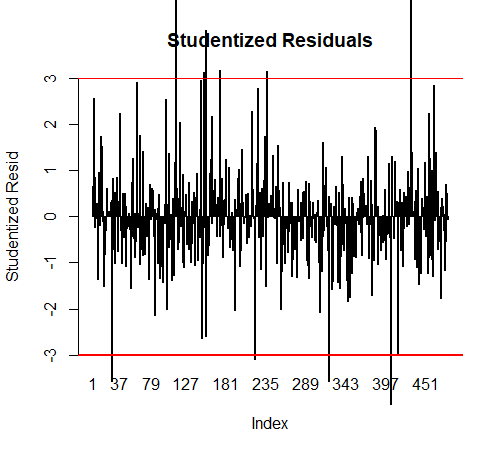 Studentized Residuals
Studentized Resid
3
2
1
0
-1
-2
-3
1 37 79 127 181 235 289 343 397 451
Index